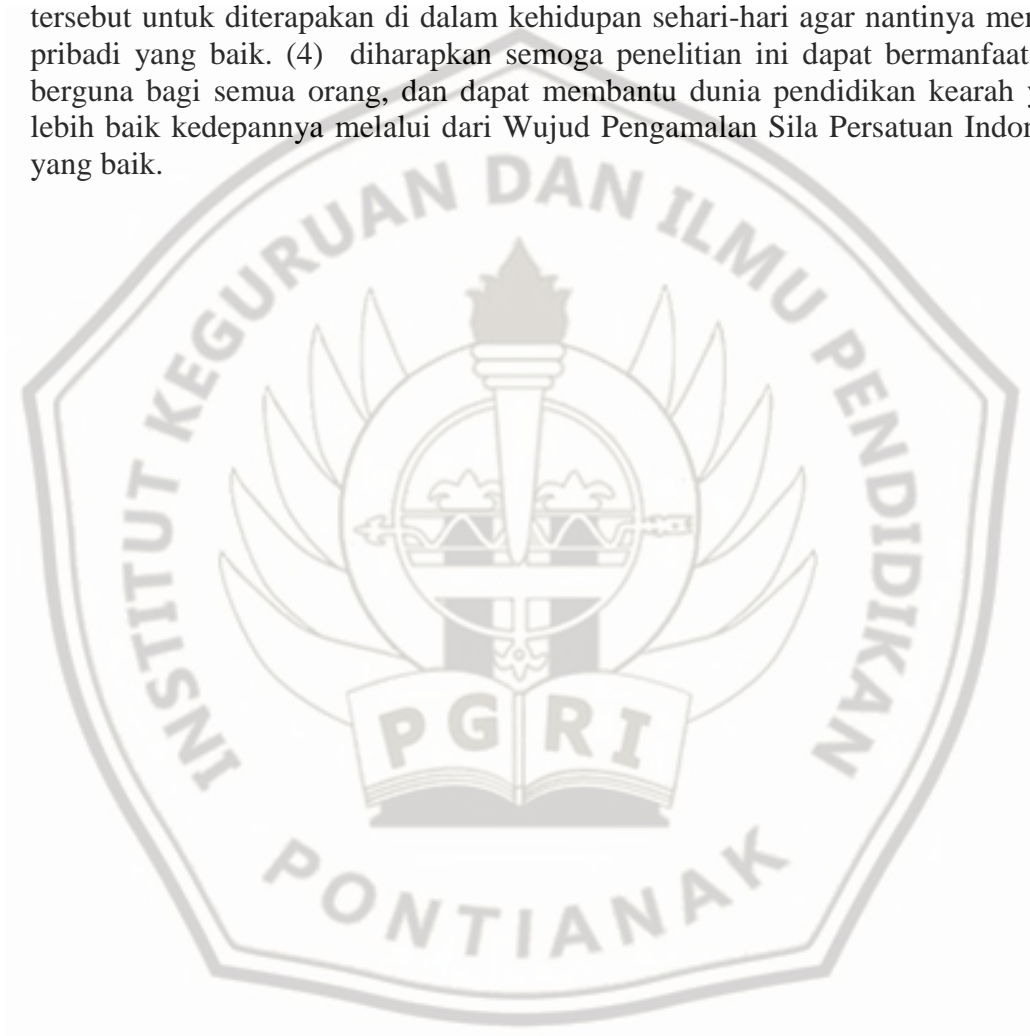 tersebut untuk diterapakan di dalam kehidupan sehari-hari agar nantinya men
pribadi yang baik. (4) diharapkan semoga penelitian ini dapat bermanfaat
berguna bagi semua orang, dan dapat membantu dunia pendidikan kearah y
lebih baik kedepannya melalui dari Wujud Pengamalan Sila Persatuan Indon
yang baik.
INSTITUT KEGURUAN DAN ILMU PENDIDIKAN
PGRI
PONTIANAK